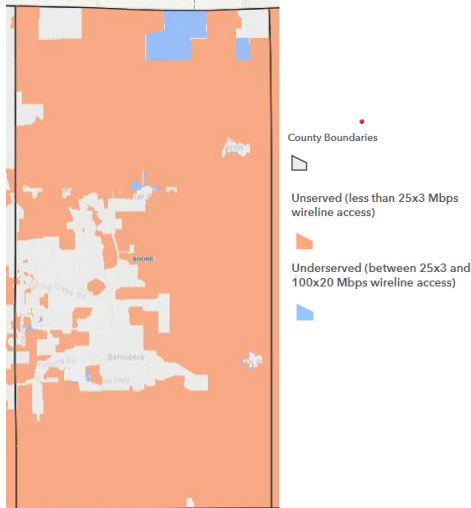 County Boundaries
Unserved (less than 25x3 Mbps
wireline access)
Underserved (between 25x3 and
100x20 Mbps wireline access)
BOONE
Belvidere